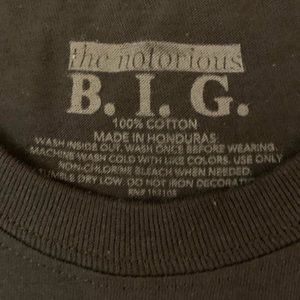 the notorious
B. I. G.
100% COTTON
MADE IN HONDURAS
WASH INSIDE OUT. WASH ONCE BEFORE WEARING.
MACHINE WASH COLD WITH LIKE COLORS. USE ONLY
NON-CHLORINE BLEACH WHEN NEEDED.
TUMBLE DRY LOW. DO NOT IRON DECORATION.
RN#